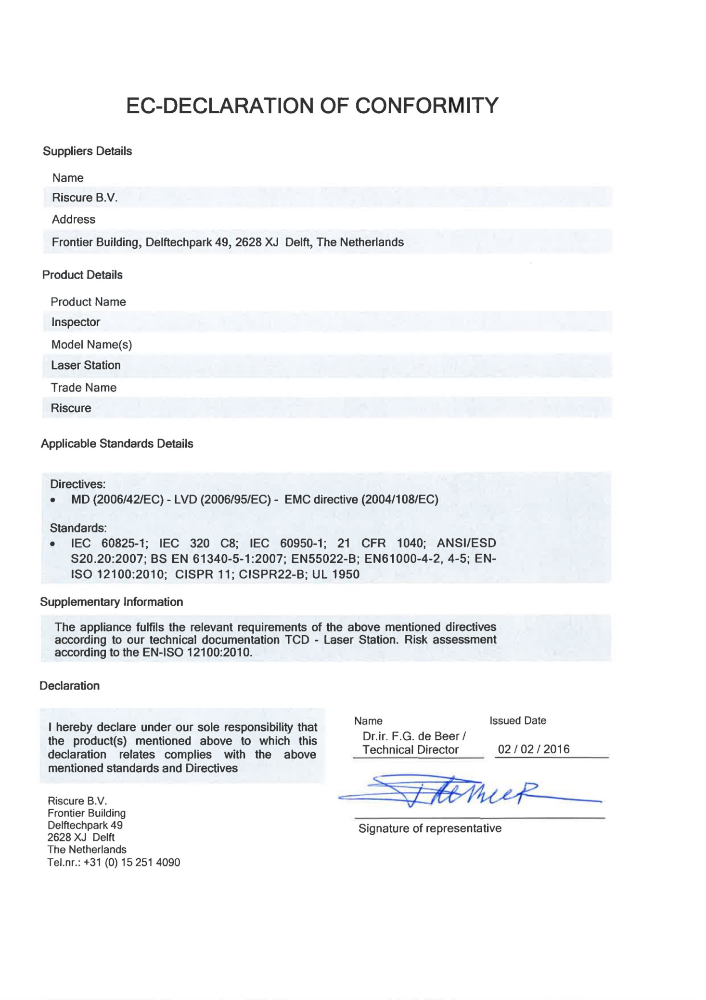 EC-DECLARATION OF CONFORMITY
Suppliers Details
Name
Riscure B.V.
Address
Frontier Building, Delftechpark 49, 2628 XJ Delft, The Netherlands
Product Details
Product Name
Inspector
Model Name(s)
Laser Station
Trade Name
Riscure
Applicable Standards Details
Directives:
• MD (2006/42/EC) - LVD (2006/95/EC) - EMC directive (2004/108/EC)
Standards:
• IEC 60825-1; IEC 320 C8; IEC 60950-1; 21 CFR 1040; ANSI/ESD
S20.20:2007; BS EN 61340-5-1:2007; EN55022-B; EN61000-4-2, 4-5; EN-
ISO 12100:2010; CISPR 11; CISPR22-B; UL 1950
Supplementary Information
The appliance fulfils the relevant requirements of the above mentioned directives
according to our technical documentation TCD - Laser Station. Risk assessment
according to the EN-ISO 12100:2010.
Declaration
I hereby declare under our sole responsibility that
the product(s) mentioned above to which this
declaration relates complies with the above
mentioned standards and Directives
Riscure B.V.
Frontier Building
Delftechpark 49
2628 XJ Delft
The Netherlands
Tel.nr.: +31 (0) 15 251 4090
Name
Dr.ir. F.G. de Beer /
Technical Director
Issued Date
02 / 02 / 2016
Signature of representative